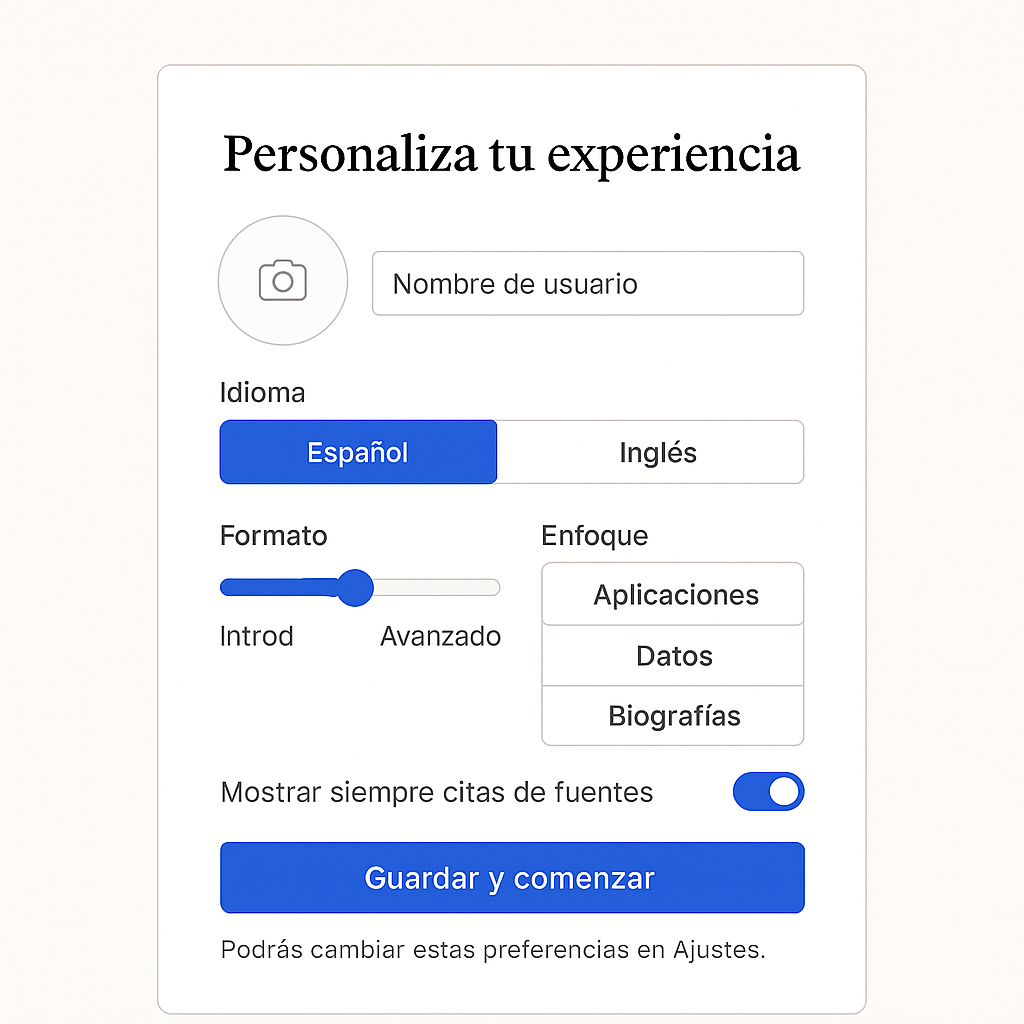 Personaliza tu experiencia
Nombre de usuario
Idioma
Español
Inglés
Formato
Introd
Avanzado
Enfoque
Aplicaciones
Datos
Biografías
Mostrar siempre citas de fuentes
Guardar y comenzar
Podrás cambiar estas preferencias en Ajustes.